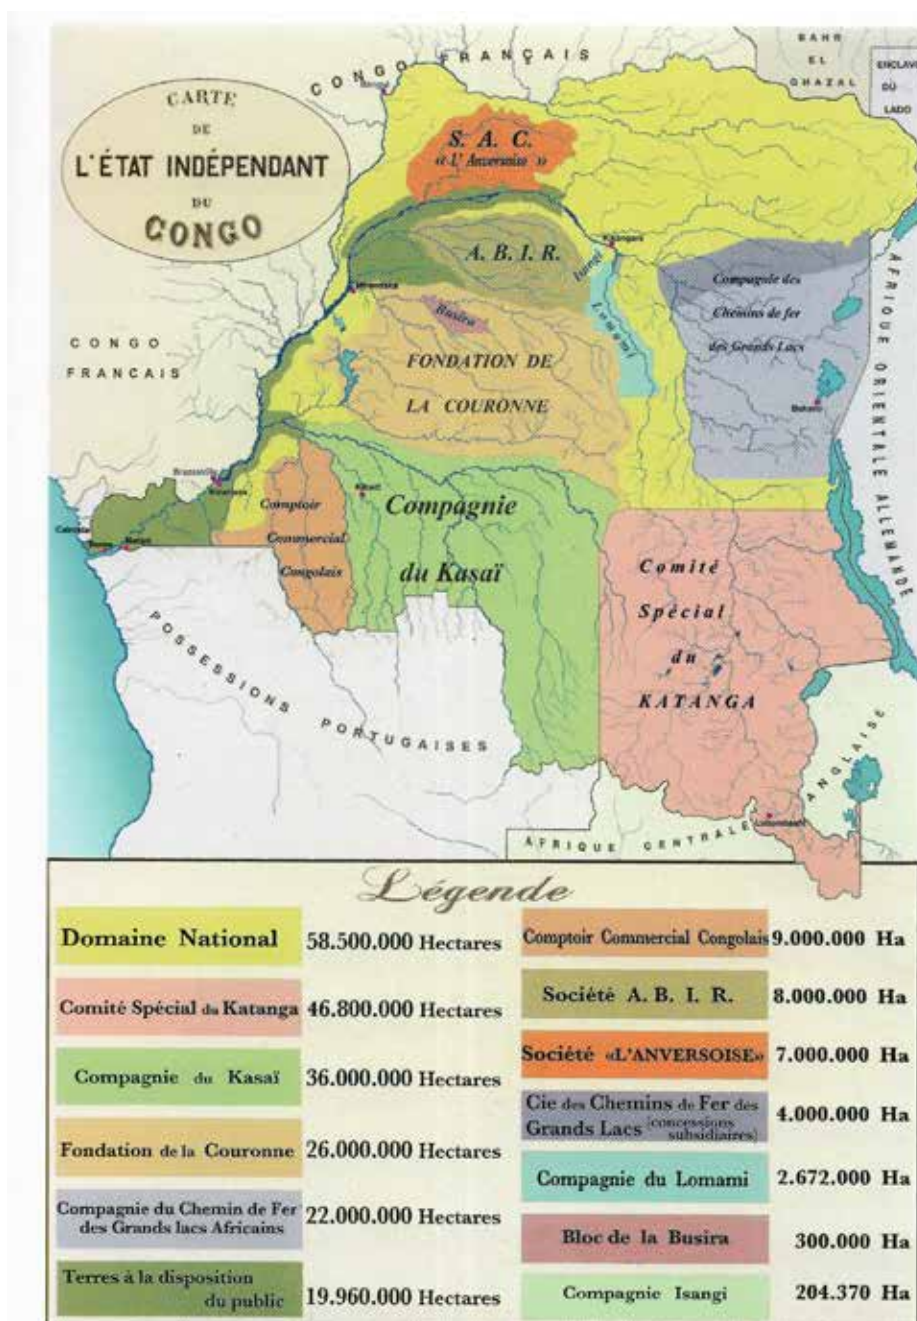 CARTE
DE
L'ÉTAT INDÉPENDANT
DU
CONGO
CONGO FRANÇAIS
BAHR
EL
GHAZAL
ENCLAVE
DU
LADO
S. A. C.
« L' Anversoise »
A. B. I. R.
Isangi
Lomami
Compagnie des
Chemins de fer
des Grands Lacs
Busira
CONGO
FRANCAIS
FONDATION DE
LA COURONNE
AFRIQUE ORIENTALE ALLEMANDE
Brazzaville
Comptoir
Commercial
Congolais
Compagnie
du Kasaï
Comité
Spécial
du
KATANGA
POSSESSIONS PORTUGAISES
AFRIQUE CENTRALE ANGLAISE
Légende
Domaine National 58.500.000 Hectares
Comité Spécial du Katanga 46.800.000 Hectares
Compagnie du Kasaï 36.000.000 Hectares
Fondation de la Couronne 26.000.000 Hectares
Compagnie du Chemin de Fer
des Grands lacs Africains 22.000.000 Hectares
Terres à la disposition
du public 19.960.000 Hectares
Comptoir Commercial Congolais 9.000.000 Ha
Société A. B. I. R. 8.000.000 Ha
Société «L'ANVERSOISE» 7.000.000 Ha
Cie des Chemins de Fer des
Grands Lacs (concessions subsidiaires) 4.000.000 Ha
Compagnie du Lomami 2.672.000 Ha
Bloc de la Busira 300.000 Ha
Compagnie Isangi 204.370 Ha